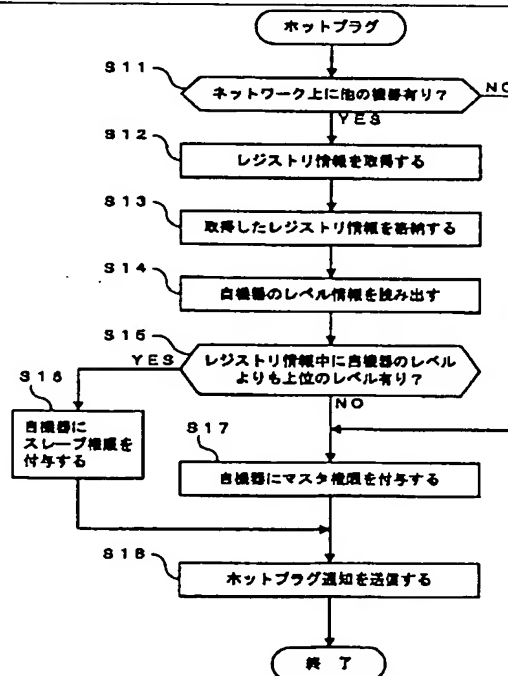 ホットプラグ
S11
ネットワーク上に他の機器有り?
NO
YES
S12
レジストリ情報を取得する
S13
取得したレジストリ情報を格納する
S14
自機器のレベル情報を読み出す
S15
YES
レジストリ情報中に自機器のレベル
よりも上位のレベル有り?
S16
NO
自機器に
スレーブ権限を
付与する
S17
自機器にマスタ権限を付与する
S18
ホットプラグ通知を送信する
終了